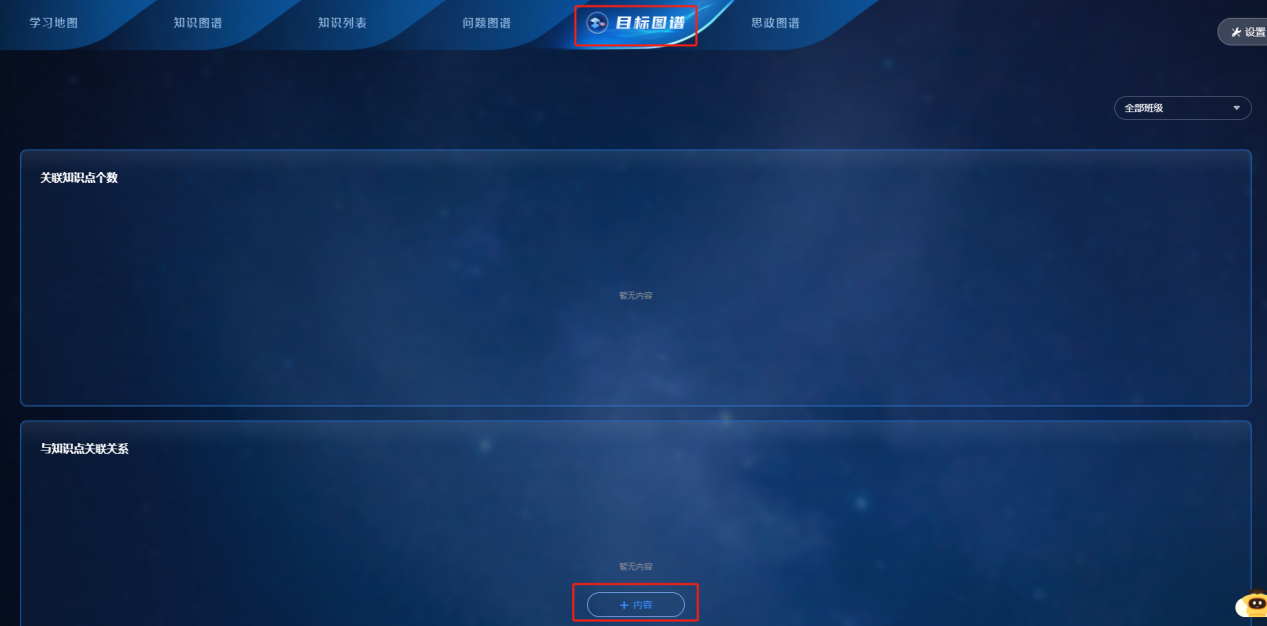 学习地图
知识图谱
知识列表
问题图谱
目标图谱
思政图谱
设置
全部班级
关联知识点个数
暂无内容
与知识点关联关系
暂无内容
+ 内容